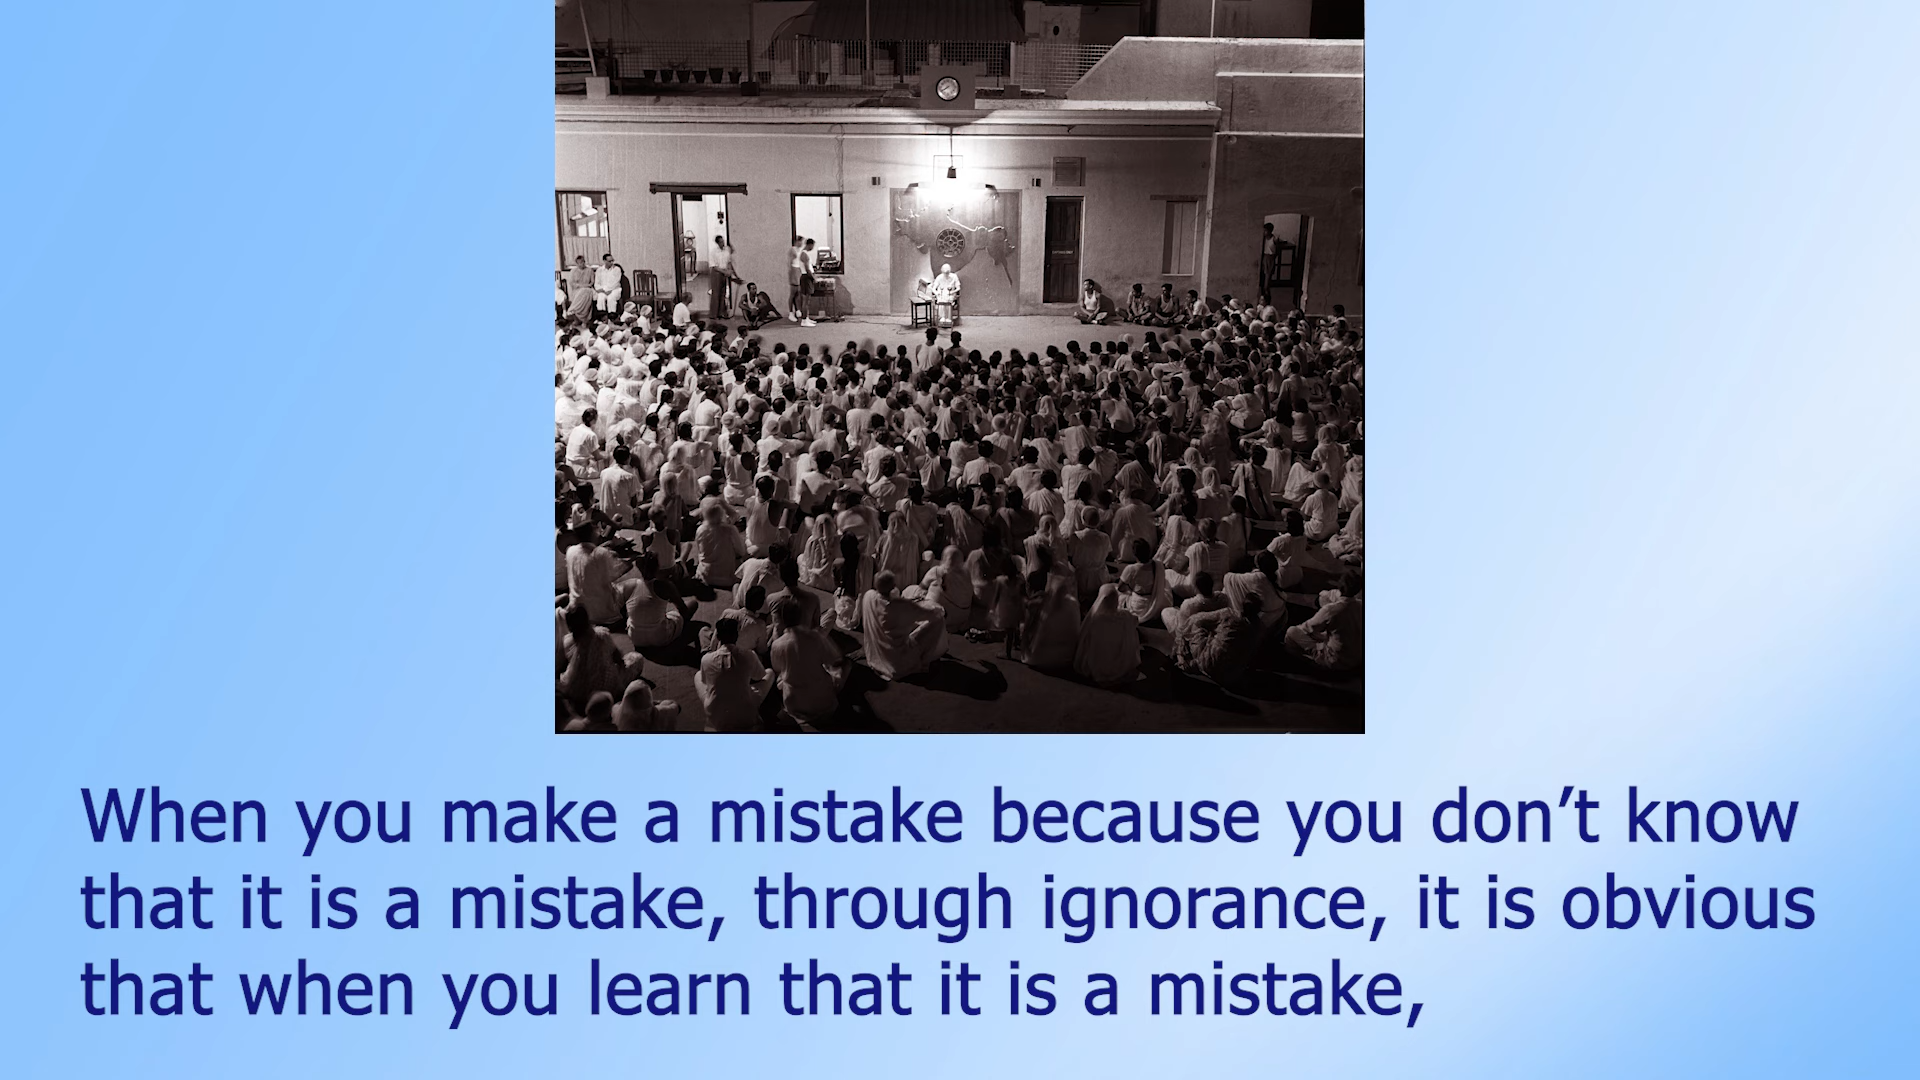 When you make a mistake because you don’t know
that it is a mistake, through ignorance, it is obvious
that when you learn that it is a mistake,